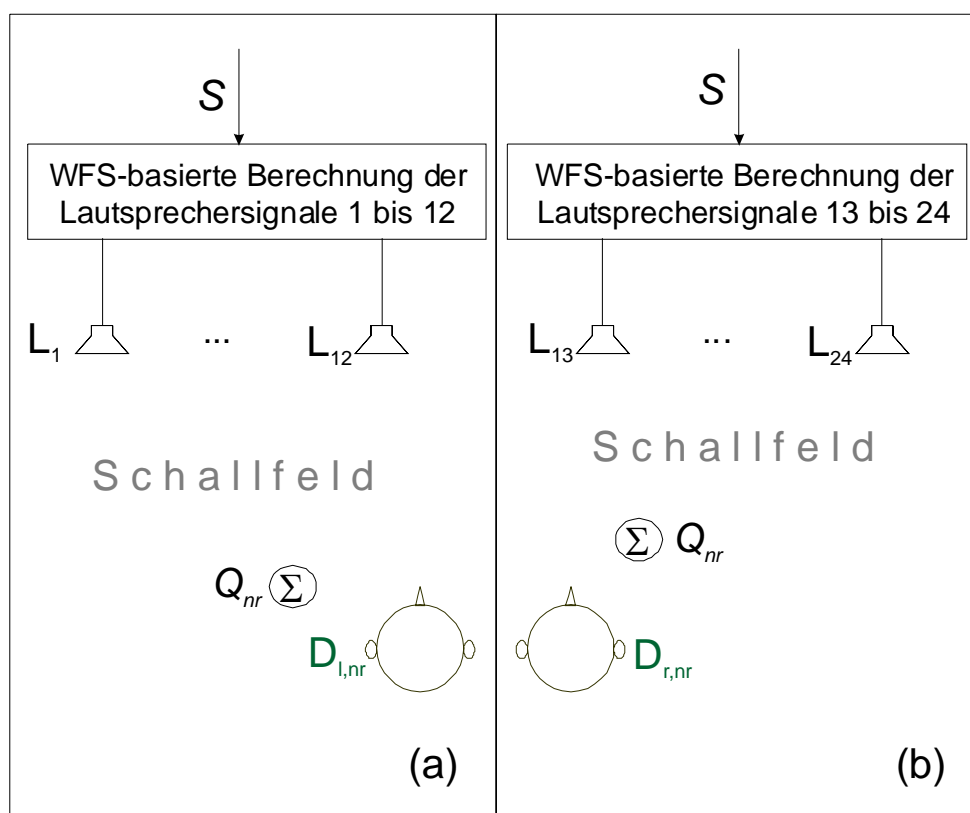 S
WFS-basierte Berechnung der
Lautsprechersignale 1 bis 12
L1 ... L12
Schallfeld
Qnr Σ
Dl,nr
(a)
S
WFS-basierte Berechnung der
Lautsprechersignale 13 bis 24
L13 ... L24
Schallfeld
Σ Qnr
Dr,nr
(b)